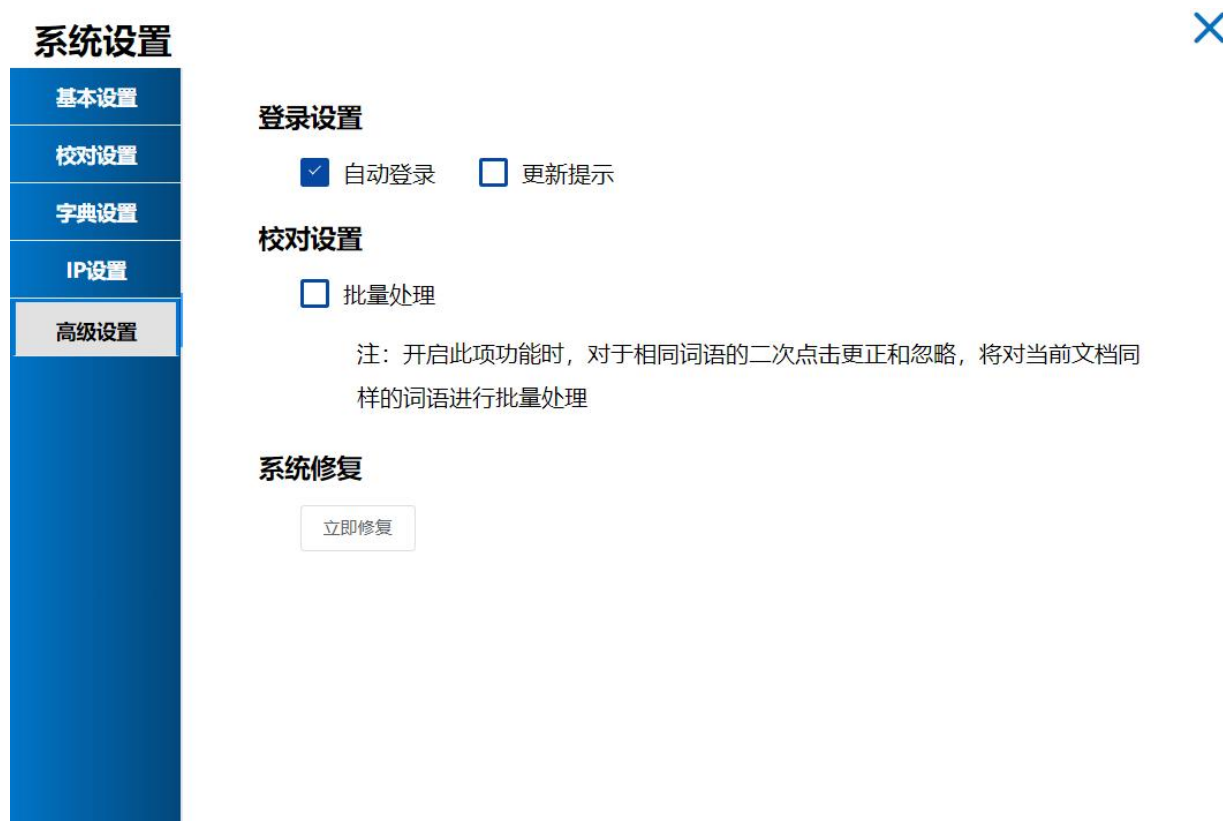 系统设置
基本设置
校对设置
字典设置
IP设置
高级设置
登录设置
自动登录 更新提示
校对设置
批量处理
注：开启此项功能时，对于相同词语的二次点击更正和忽略，将对当前文档同
样的词语进行批量处理
系统修复
立即修复